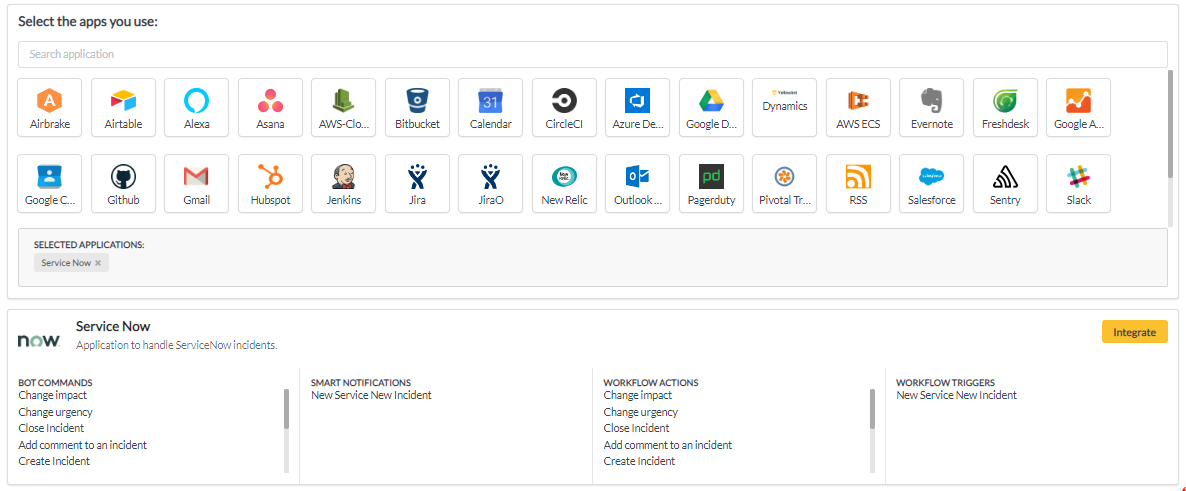 Select the apps you use:
Search application
Airbrake
Airtable
Alexa
Asana
AWS-Clo...
Bitbucket
Calendar
CircleCI
Azure De...
Google D...
Dynamics
AWS ECS
Evernote
Freshdesk
Google A...
Google C...
Github
Gmail
Hubspot
Jenkins
Jira
JiraO
New Relic
Outlook ...
Pagerduty
Pivotal Tr...
RSS
Salesforce
Sentry
Slack
31
pd
SELECTED APPLICATIONS:
Service Now ×
now.
Service Now
Application to handle ServiceNow incidents.
Integrate
BOT COMMANDS
Change impact
Change urgency
Close Incident
Add comment to an incident
Create Incident
SMART NOTIFICATIONS
New Service New Incident
WORKFLOW ACTIONS
Change impact
Change urgency
Close Incident
Add comment to an incident
Create Incident
WORKFLOW TRIGGERS
New Service New Incident